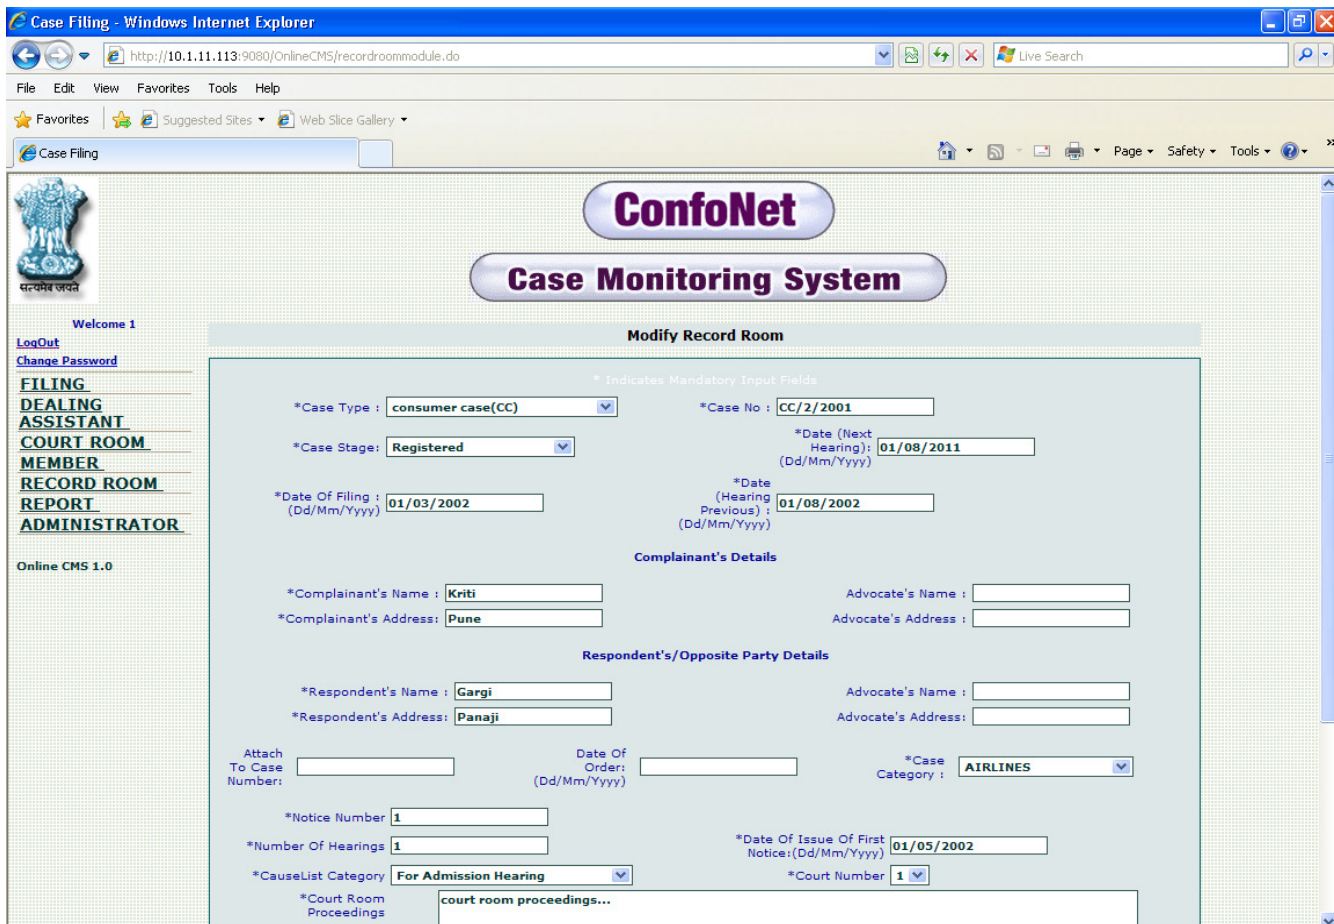 Case Filing - Windows Internet Explorer
http://10.1.11.113:9080/OnlineCMS/recordroommodule.do
Live Search
File Edit View Favorites Tools Help
Favorites Suggested Sites Web Slice Gallery
Case Filing
Page Safety Tools
ConfoNet
Case Monitoring System
सत्यमेव जयते
Welcome 1
LogOut
Change Password
FILING
DEALING
ASSISTANT
COURT ROOM
MEMBER
RECORD ROOM
REPORT
ADMINISTRATOR
Online CMS 1.0
Modify Record Room
* Indicates Mandatory Input Fields
*Case Type : consumer case(CC) *Case No : CC/2/2001
*Case Stage: Registered
*Date (Next
Hearing): 01/08/2011
(Dd/Mm/Yyyy)
*Date Of Filing :
(Dd/Mm/Yyyy) 01/03/2002
*Date
(Hearing
Previous) : 01/08/2002
(Dd/Mm/Yyyy)
Complainant's Details
*Complainant's Name : Kriti Advocate's Name :
*Complainant's Address: Pune Advocate's Address :
Respondent's/Opposite Party Details
*Respondent's Name : Gargi Advocate's Name :
*Respondent's Address: Panaji Advocate's Address:
Attach
To Case
Number:
Date Of
Order:
(Dd/Mm/Yyyy)
*Case
Category : AIRLINES
*Notice Number 1
*Number Of Hearings 1
*Date Of Issue Of First
Notice:(Dd/Mm/Yyyy) 01/05/2002
*CauseList Category For Admission Hearing *Court Number 1
*Court Room
Proceedings
court room proceedings...